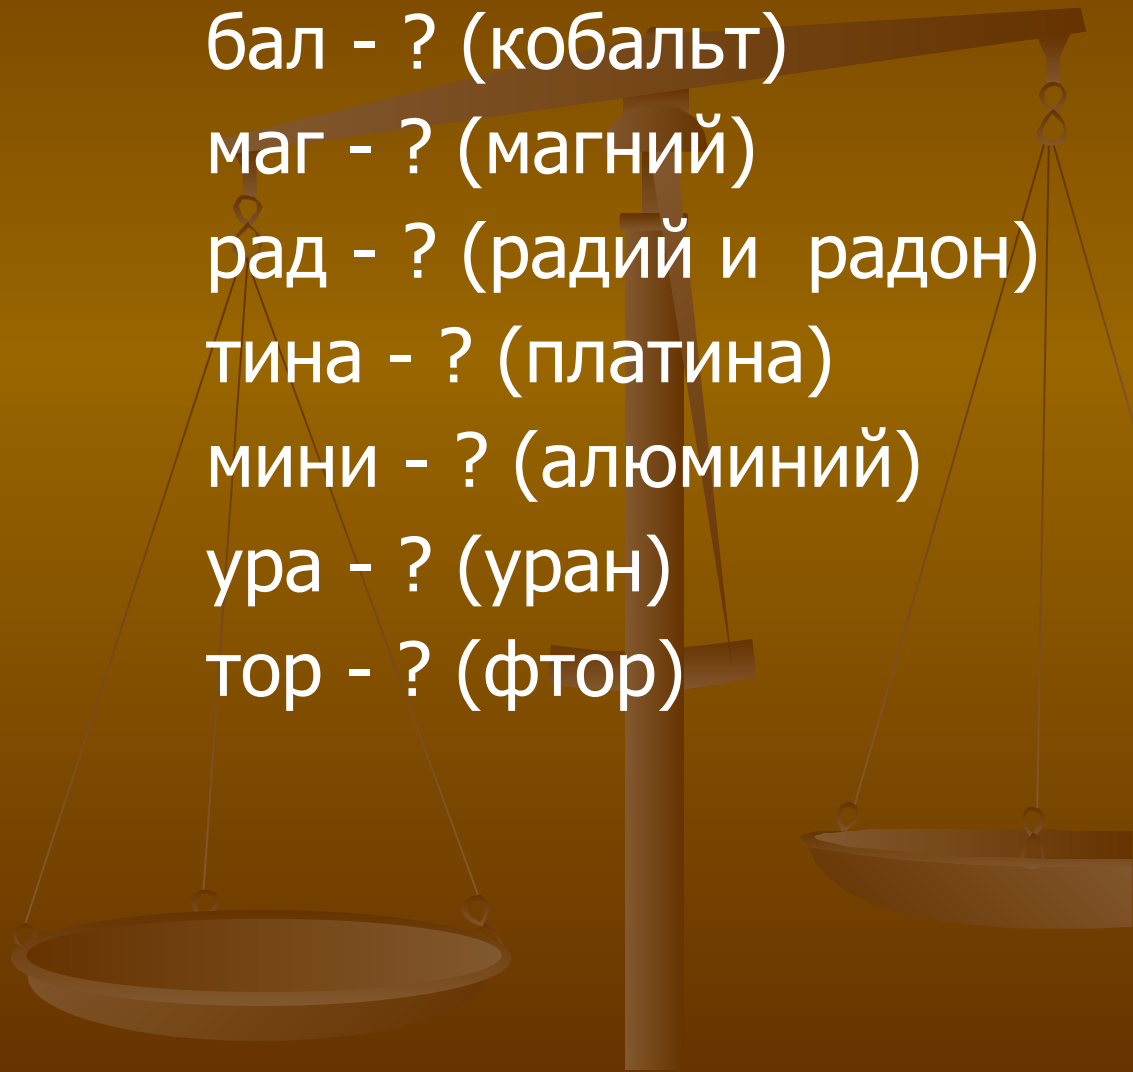 бал - ? (кобальт)
маг - ? (магний)
рад - ? (радий и  радон)
тина - ? (платина)
мини - ? (алюминий)
ура - ? (уран)
тор - ? (фтор)